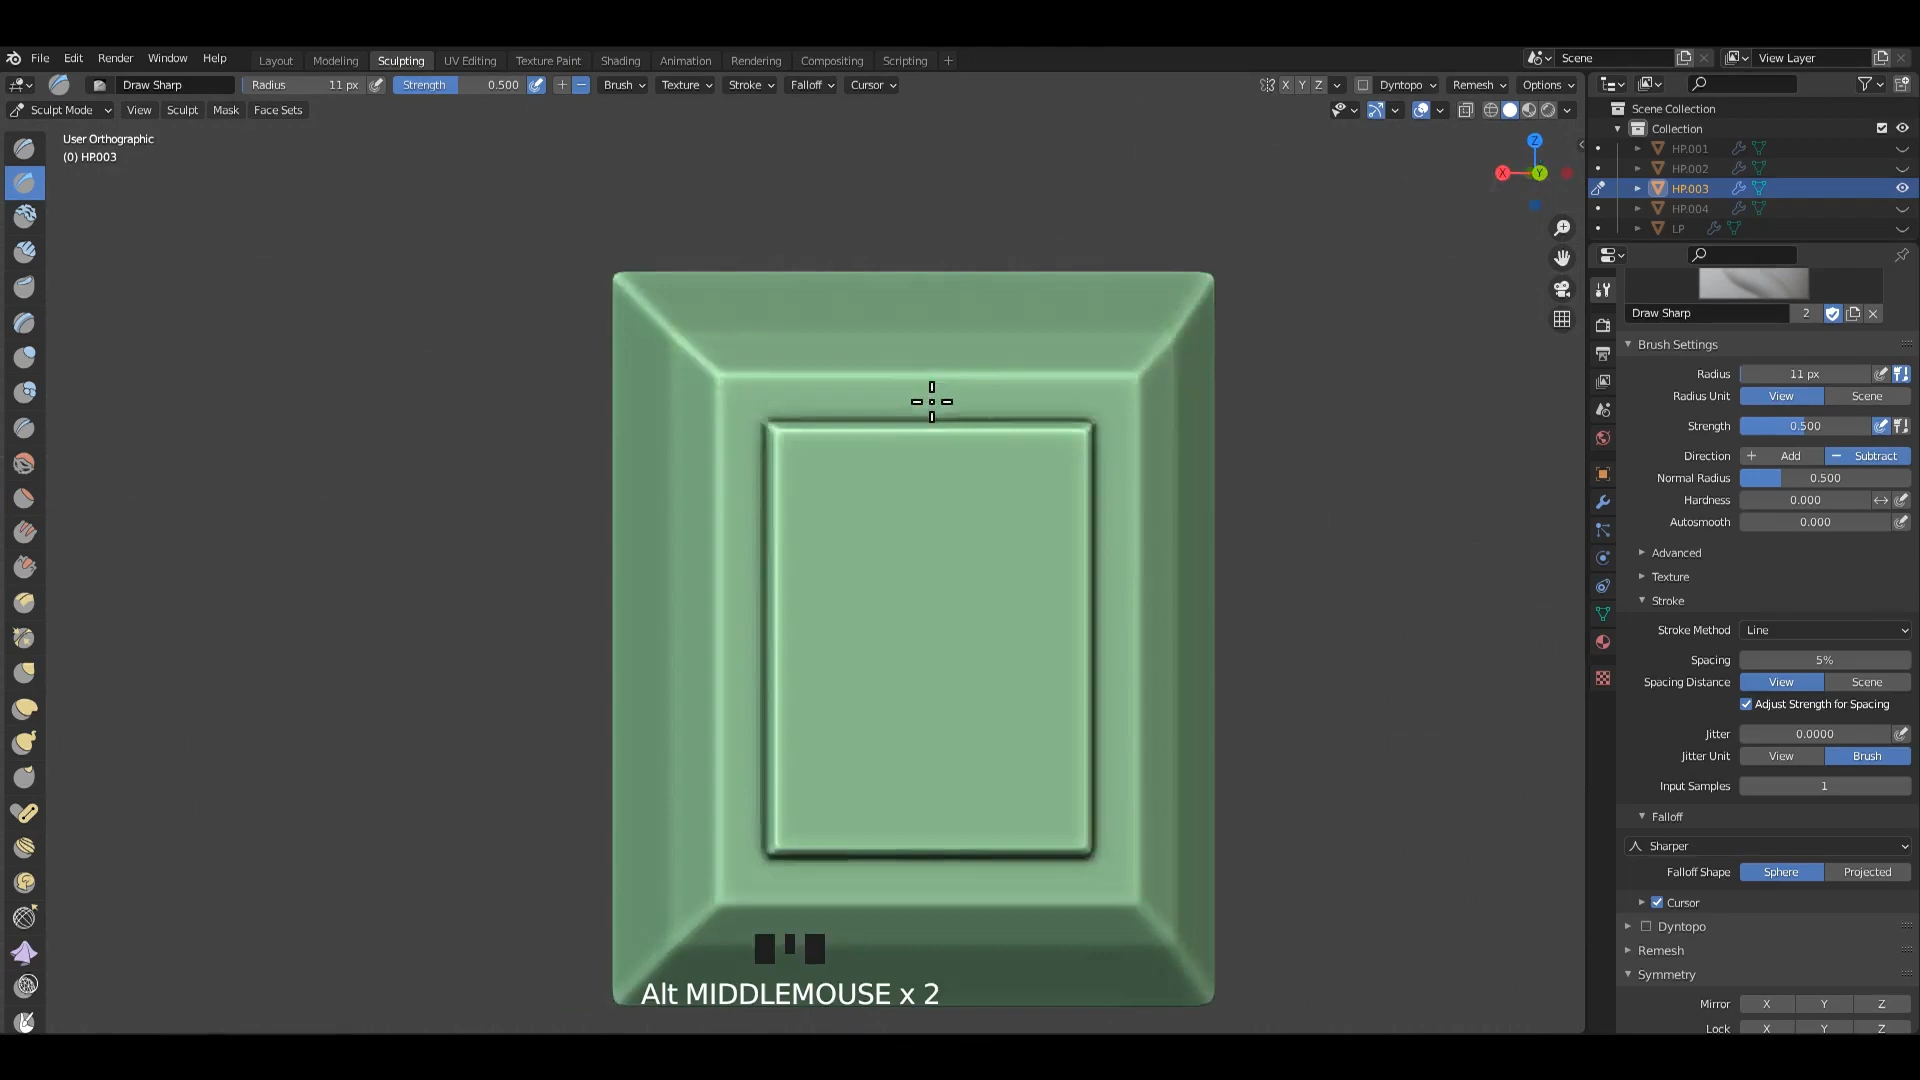 File Edit Render Window Help Layout Modeling Sculpting UV Editing Texture Paint Shading Animation Rendering Compositing Scripting + Scene View Layer
Draw Sharp Radius 11 px Strength 0.500 Brush Texture Stroke Falloff Cursor X Y Z Dyntopo Remesh Options
Sculpt Mode View Sculpt Mask Face Sets
User Orthographic
(0) HP.003
Z
X
Y
Alt MIDDLEMOUSE x 2
Scene Collection
Collection
HP.001
HP.002
HP.003
HP.004
LP
Draw Sharp 2
Brush Settings
Radius 11 px
Radius Unit View Scene
Strength 0.500
Direction + Add − Subtract
Normal Radius 0.500
Hardness 0.000
Autosmooth 0.000
Advanced
Texture
Stroke
Stroke Method Line
Spacing 5%
Spacing Distance View Scene
Adjust Strength for Spacing
Jitter 0.0000
Jitter Unit View Brush
Input Samples 1
Falloff
Sharper
Falloff Shape Sphere Projected
Cursor
Dyntopo
Remesh
Symmetry
Mirror X Y Z
Lock X Y Z